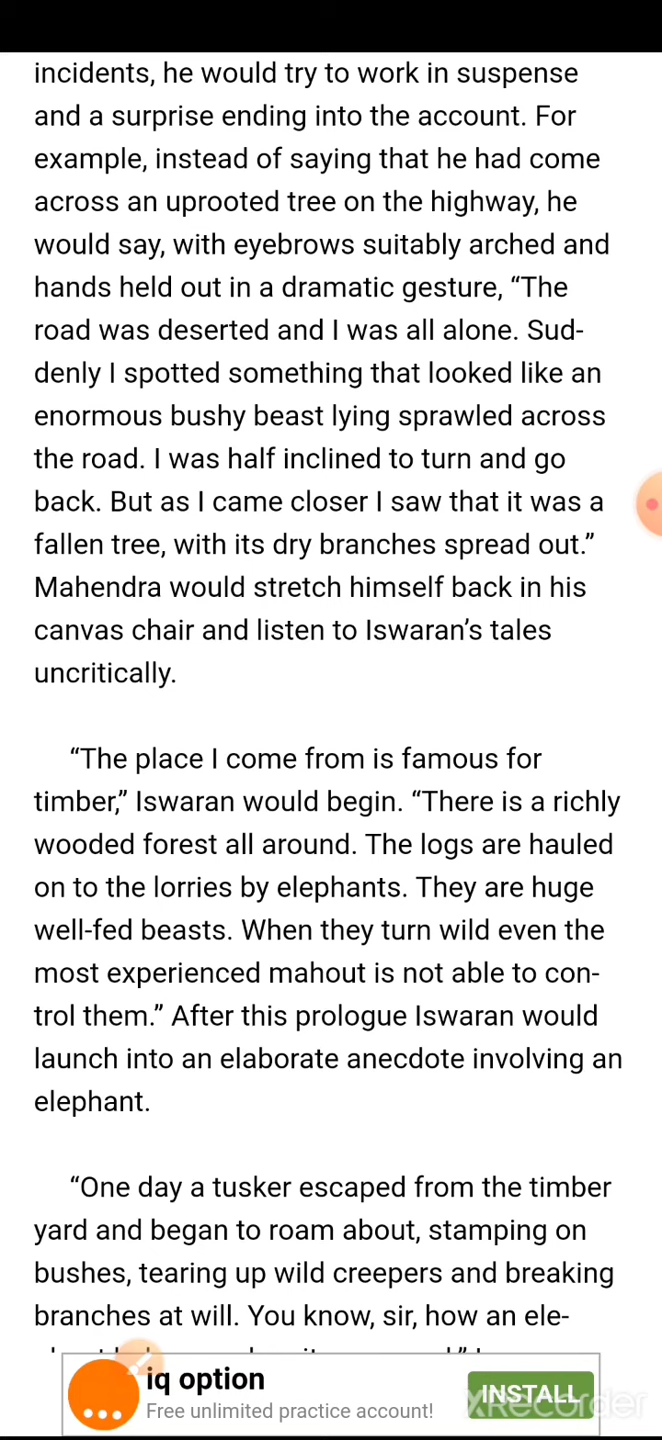 incidents, he would try to work in suspense
and a surprise ending into the account. For
example, instead of saying that he had come
across an uprooted tree on the highway, he
would say, with eyebrows suitably arched and
hands held out in a dramatic gesture, “The
road was deserted and I was all alone. Sud-
denly I spotted something that looked like an
enormous bushy beast lying sprawled across
the road. I was half inclined to turn and go
back. But as I came closer I saw that it was a
fallen tree, with its dry branches spread out.”
Mahendra would stretch himself back in his
canvas chair and listen to Iswaran’s tales
uncritically.
“The place I come from is famous for
timber,” Iswaran would begin. “There is a richly
wooded forest all around. The logs are hauled
on to the lorries by elephants. They are huge
well-fed beasts. When they turn wild even the
most experienced mahout is not able to con-
trol them.” After this prologue Iswaran would
launch into an elaborate anecdote involving an
elephant.
“One day a tusker escaped from the timber
yard and began to roam about, stamping on
bushes, tearing up wild creepers and breaking
branches at will. You know, sir, how an ele-
iq option
Free unlimited practice account!
INSTALL
XRecorder